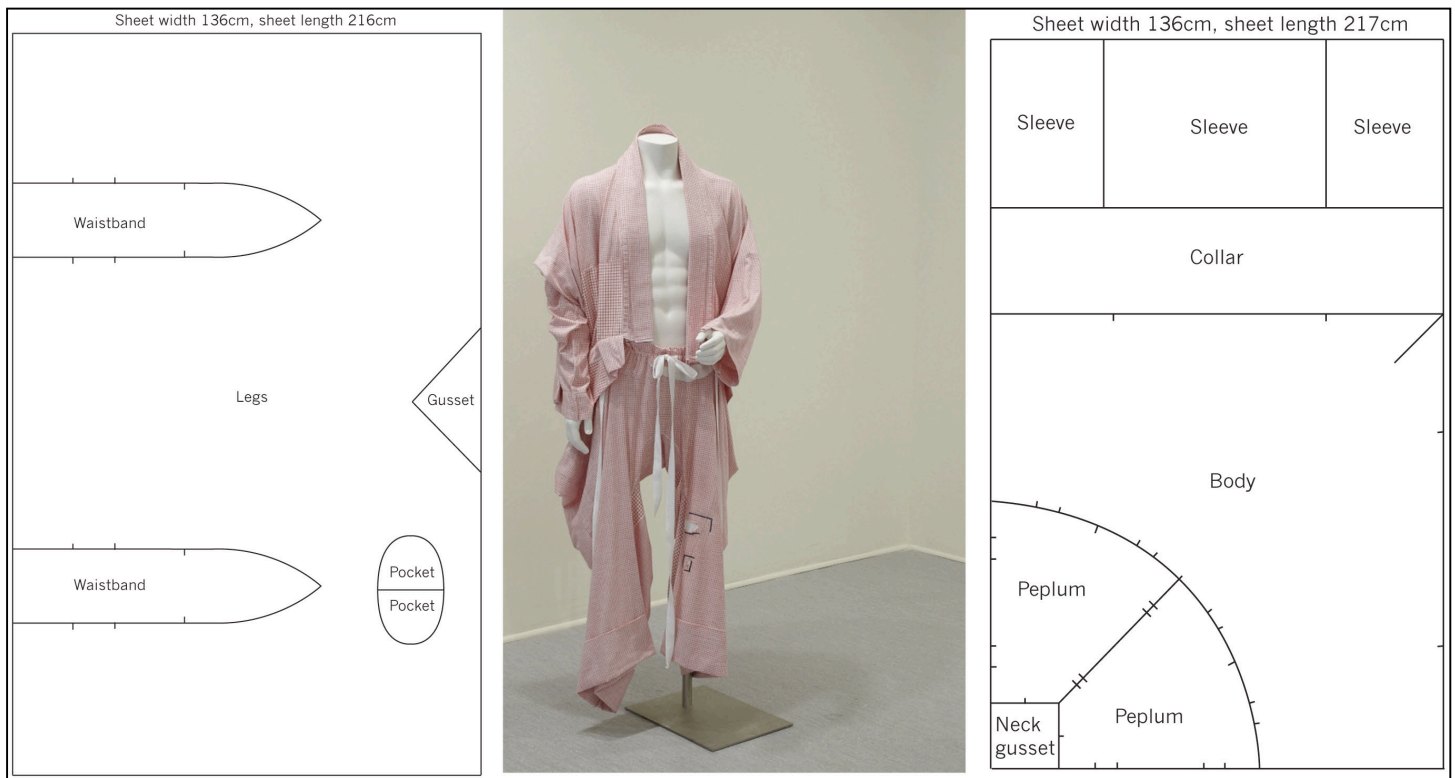 Sheet width 136cm, sheet length 216cm
Waistband
Legs
Gusset
Waistband
Pocket
Pocket
Sheet width 136cm, sheet length 217cm
Sleeve
Sleeve
Sleeve
Collar
Body
Peplum
Peplum
Neck
gusset